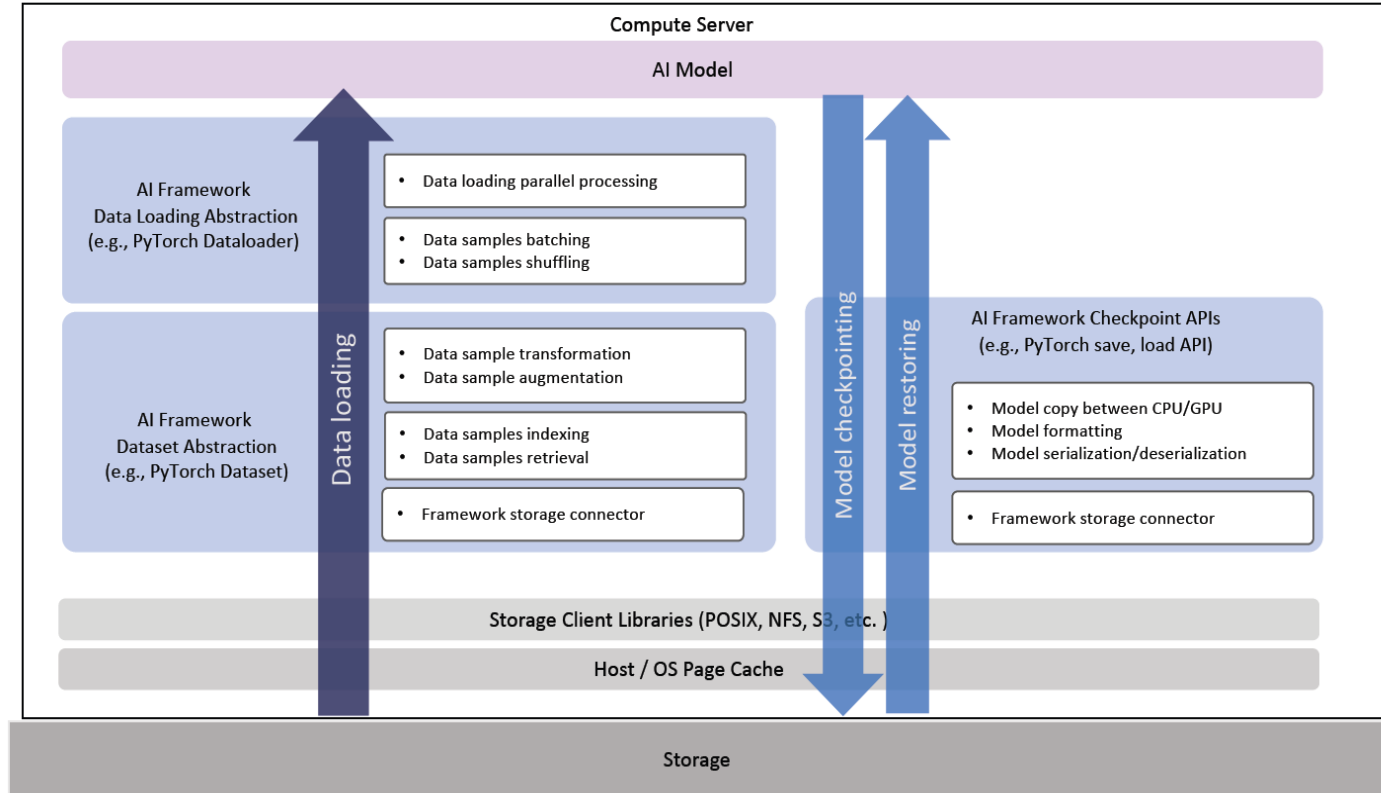 Compute Server
AI Model
AI Framework
Data Loading Abstraction
(e.g., PyTorch Dataloader)
• Data loading parallel processing
• Data samples batching
• Data samples shuffling
AI Framework
Dataset Abstraction
(e.g., PyTorch Dataset)
Data loading
• Data sample transformation
• Data sample augmentation
• Data samples indexing
• Data samples retrieval
• Framework storage connector
Model checkpointing
Model restoring
AI Framework Checkpoint APIs
(e.g., PyTorch save, load API)
• Model copy between CPU/GPU
• Model formatting
• Model serialization/deserialization
• Framework storage connector
Storage Client Libraries (POSIX, NFS, S3, etc. )
Host / OS Page Cache
Storage